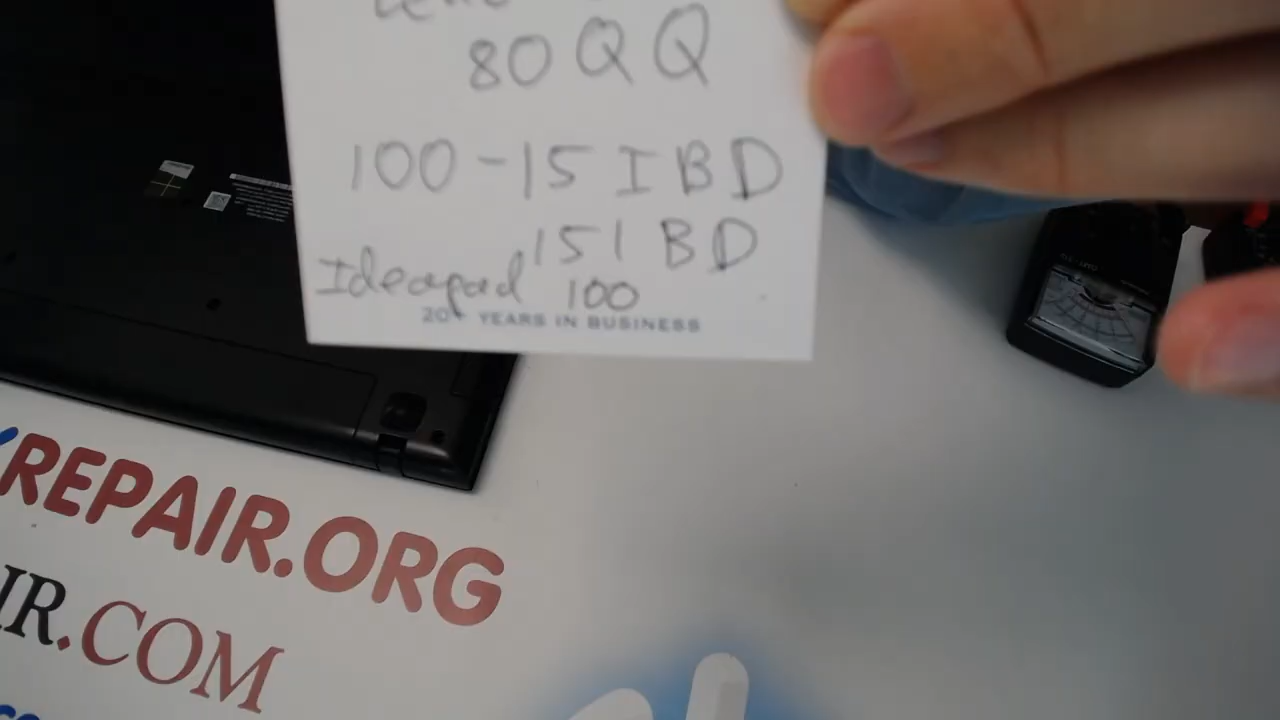 80QQ
100-15IBD
151BD
Ideapad 100
20+ YEARS IN BUSINESS
REPAIR.ORG
IR.COM